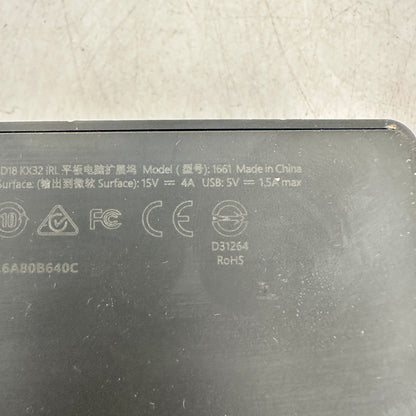 D18 KX32 IRL 平板电脑扩展坞 Model (型号): 1661 Made in China
Surface: (输出到微软 Surface): 15V ⎓ 4A USB: 5V ⎓ 1.5A max
10 FC CE
D31264
RoHS
6A80B640C